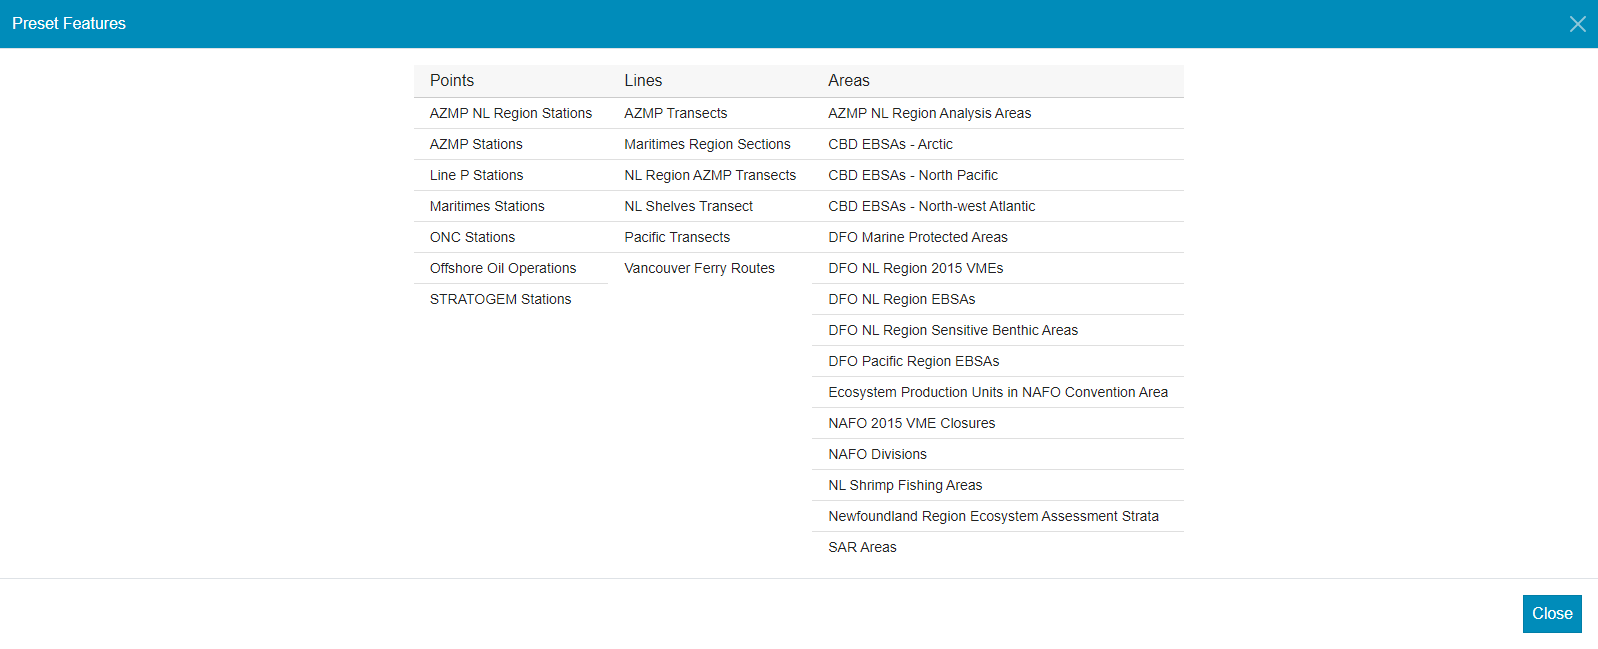 Preset Features
Points Lines Areas
AZMP NL Region Stations AZMP Transects AZMP NL Region Analysis Areas
AZMP Stations Maritimes Region Sections CBD EBSAs - Arctic
Line P Stations NL Region AZMP Transects CBD EBSAs - North Pacific
Maritimes Stations NL Shelves Transect CBD EBSAs - North-west Atlantic
ONC Stations Pacific Transects DFO Marine Protected Areas
Offshore Oil Operations Vancouver Ferry Routes DFO NL Region 2015 VMEs
STRATOGEM Stations DFO NL Region EBSAs
DFO NL Region Sensitive Benthic Areas
DFO Pacific Region EBSAs
Ecosystem Production Units in NAFO Convention Area
NAFO 2015 VME Closures
NAFO Divisions
NL Shrimp Fishing Areas
Newfoundland Region Ecosystem Assessment Strata
SAR Areas
Close